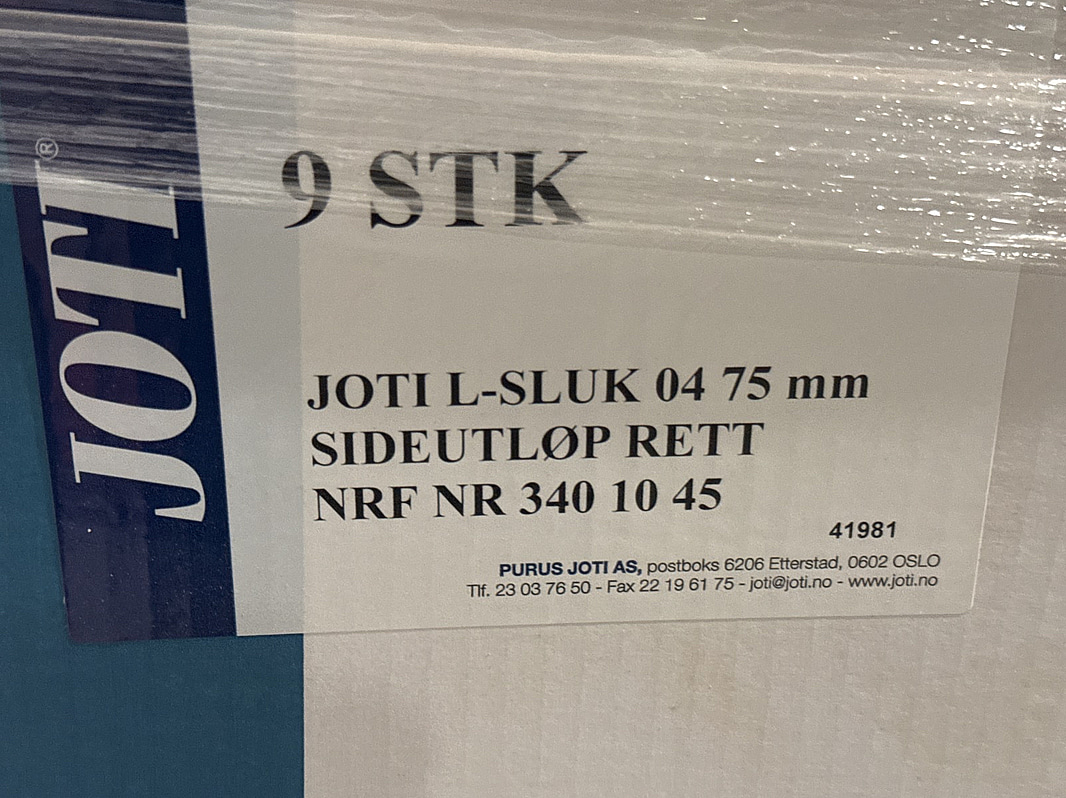 JOTI®
9 STK
JOTI L-SLUK 04 75 mm
SIDEUTLØP RETT
NRF NR 340 10 45
41981
PURUS JOTI AS, postboks 6206 Etterstad, 0602 OSLO
Tlf. 23 03 76 50 - Fax 22 19 61 75 - joti@joti.no - www.joti.no